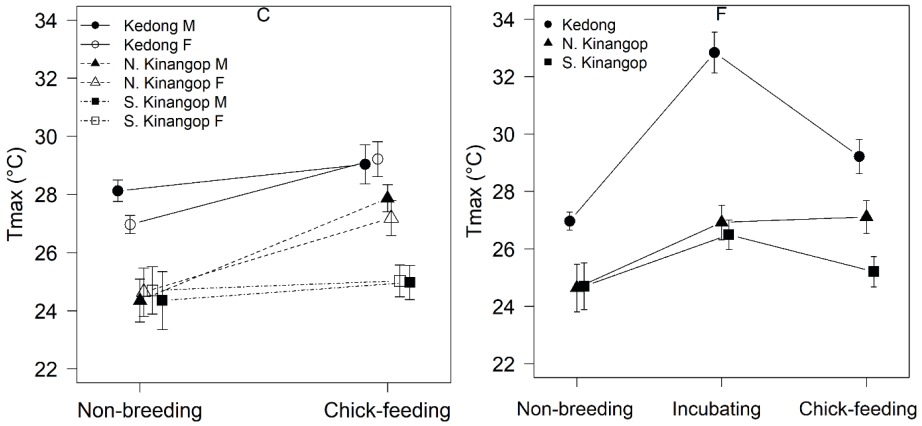 C
Kedong M
Kedong F
N. Kinangop M
N. Kinangop F
S. Kinangop M
S. Kinangop F
34
32
30
28
26
24
22
Tmax (°C)
Non-breeding
Chick-feeding
F
Kedong
N. Kinangop
S. Kinangop
34
32
30
28
26
24
22
Tmax (°C)
Non-breeding
Incubating
Chick-feeding